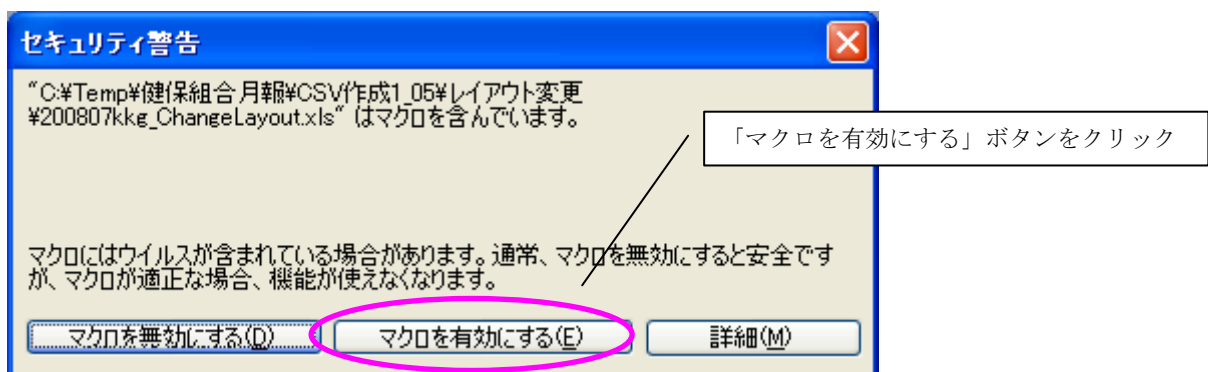 セキュリティ警告
"C:¥Temp¥健保組合月報¥CSV作成1_05¥レイアウト変更
¥200807kkg_ChangeLayout.xls" はマクロを含んでいます。
「マクロを有効にする」ボタンをクリック
マクロにはウイルスが含まれている場合があります。通常、マクロを無効にすると安全です
が、マクロが適正な場合、機能が使えなくなります。
マクロを無効にする(D)
マクロを有効にする(E)
詳細(M)